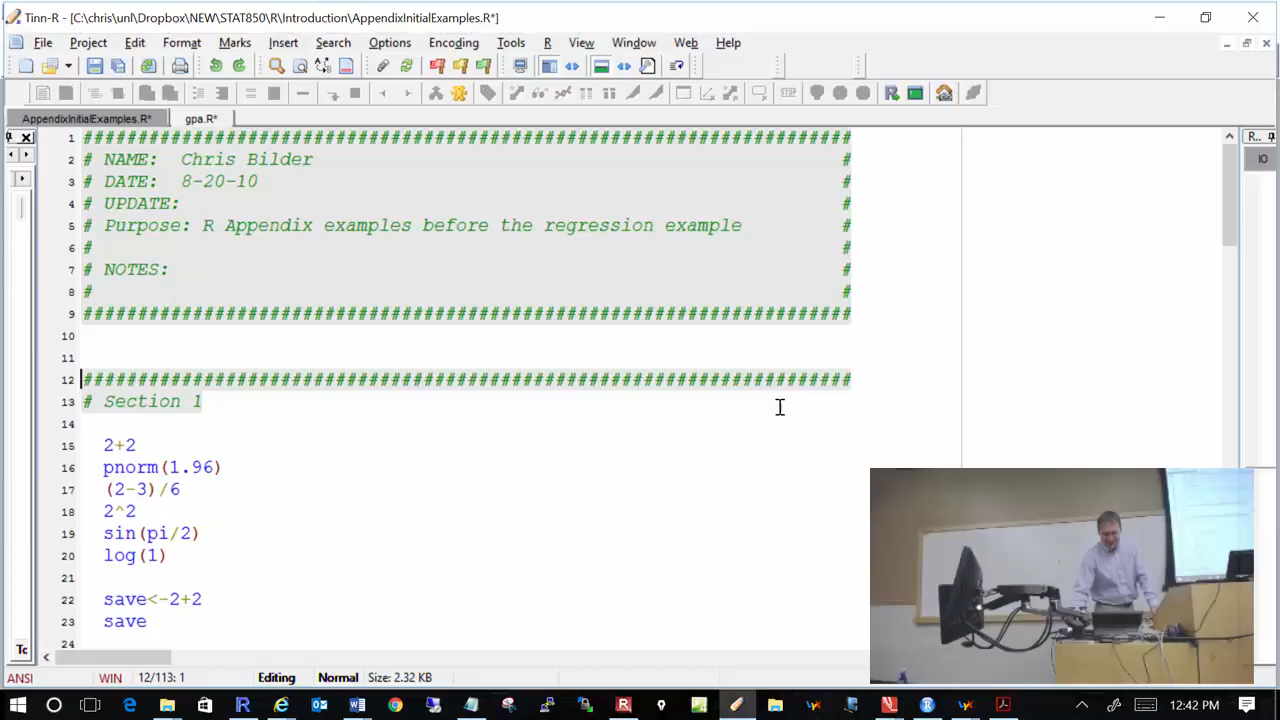 Tinn-R - [C:\chris\unl\Dropbox\NEW\STAT850\R\Introduction\AppendixInitialExamples.R*]
File Project Edit Format Marks Insert Search Options Encoding Tools R View Window Web Help
AppendixInitialExamples.R* gpa.R* R...
IO
1 ######################################################################
2 # NAME: Chris Bilder #
3 # DATE: 8-20-10 #
4 # UPDATE: #
5 # Purpose: R Appendix examples before the regression example #
6 # #
7 # NOTES: #
8 # #
9 ######################################################################
10
11
12 ######################################################################
13 # Section 1
14
15 2+2
16 pnorm(1.96)
17 (2-3)/6
18 2^2
19 sin(pi/2)
20 log(1)
21
22 save<-2+2
23 save
24
Tc
ANSI WIN 12/113: 1 Editing Normal Size: 2.32 KB
12:42 PM